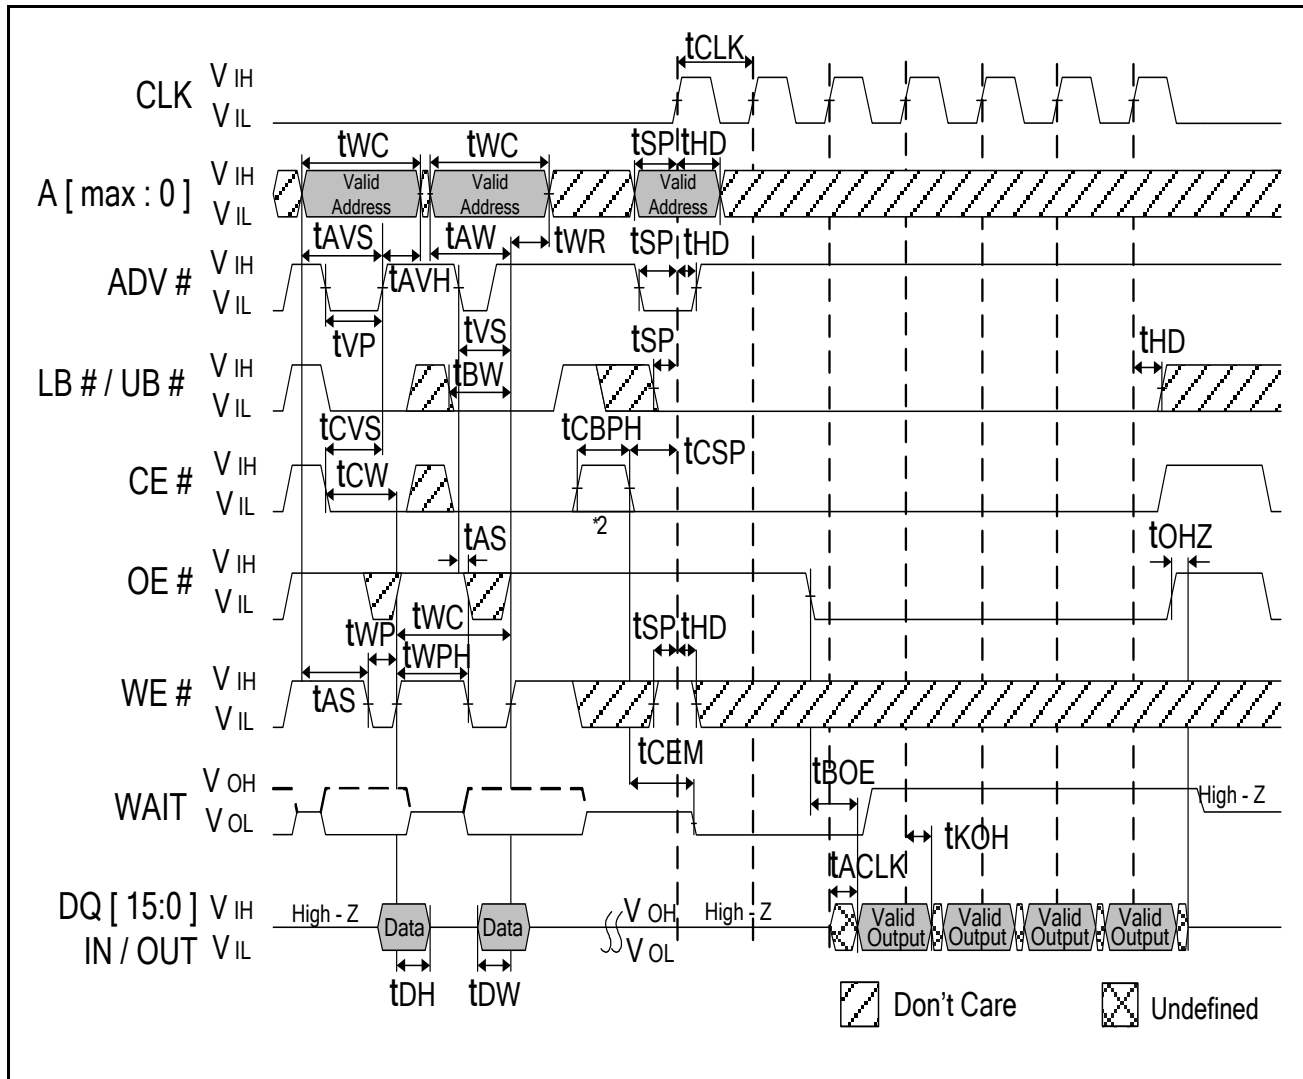 tCLK
CLK V IH
V IL
tWC tWC tSP tHD
A [ max : 0 ] V IH
V IL
Valid Address Valid Address Valid Address
tAVS tAW tWR tSP tHD
ADV # V IH
V IL
tAVH
tVP tVS tSP tHD
LB # / UB # V IH
V IL
tBW
tCVS tCBPH tCSP
CE # V IH
V IL
tCW
*2
tAS tOHZ
OE # V IH
V IL
tWP tWC tSP tHD
tWPH
WE # V IH
V IL
tAS
tCEM tBOE
WAIT V OH
V OL
High - Z
tKOH
tACLK
DQ [ 15:0 ] V IH
IN / OUT V IL
High - Z Data Data V OH High - Z Valid Output Valid Output Valid Output Valid Output
V OL
tDH tDW
Don't Care Undefined